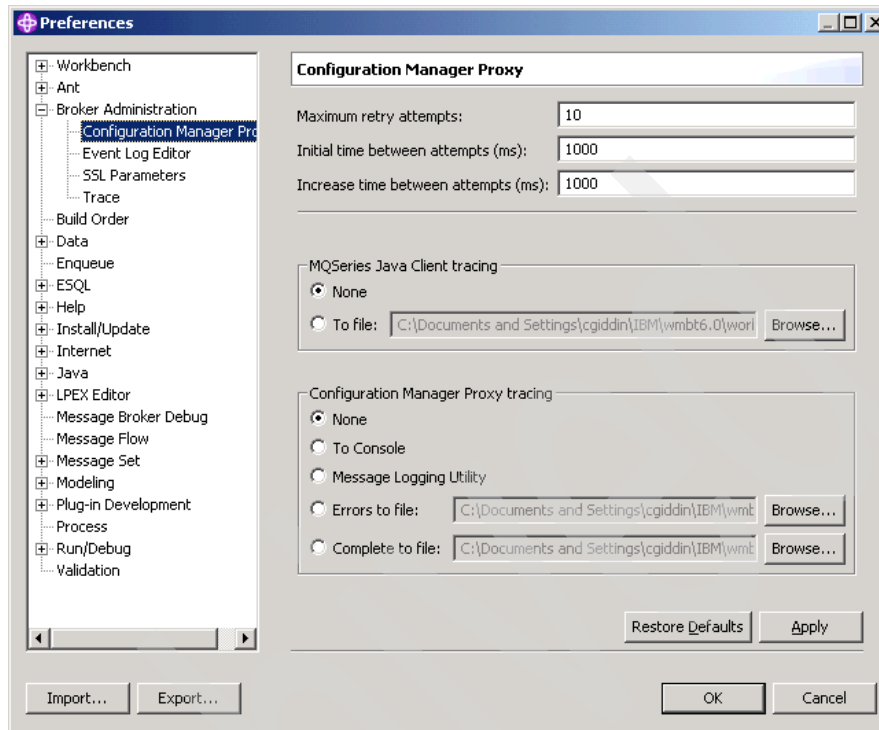 Preferences
Workbench
Ant
Broker Administration
Configuration Manager Pro
Event Log Editor
SSL Parameters
Trace
Build Order
Data
Enqueue
ESQL
Help
Install/Update
Internet
Java
LPEX Editor
Message Broker Debug
Message Flow
Message Set
Modeling
Plug-in Development
Process
Run/Debug
Validation
Configuration Manager Proxy
Maximum retry attempts: 10
Initial time between attempts (ms): 1000
Increase time between attempts (ms): 1000
MQSeries Java Client tracing
None
To file: C:\Documents and Settings\cgiddin\IBM\wmbt6.0\worl Browse...
Configuration Manager Proxy tracing
None
To Console
Message Logging Utility
Errors to file: C:\Documents and Settings\cgiddin\IBM\wmb Browse...
Complete to file: C:\Documents and Settings\cgiddin\IBM\wmb Browse...
Restore Defaults Apply
Import... Export... OK Cancel